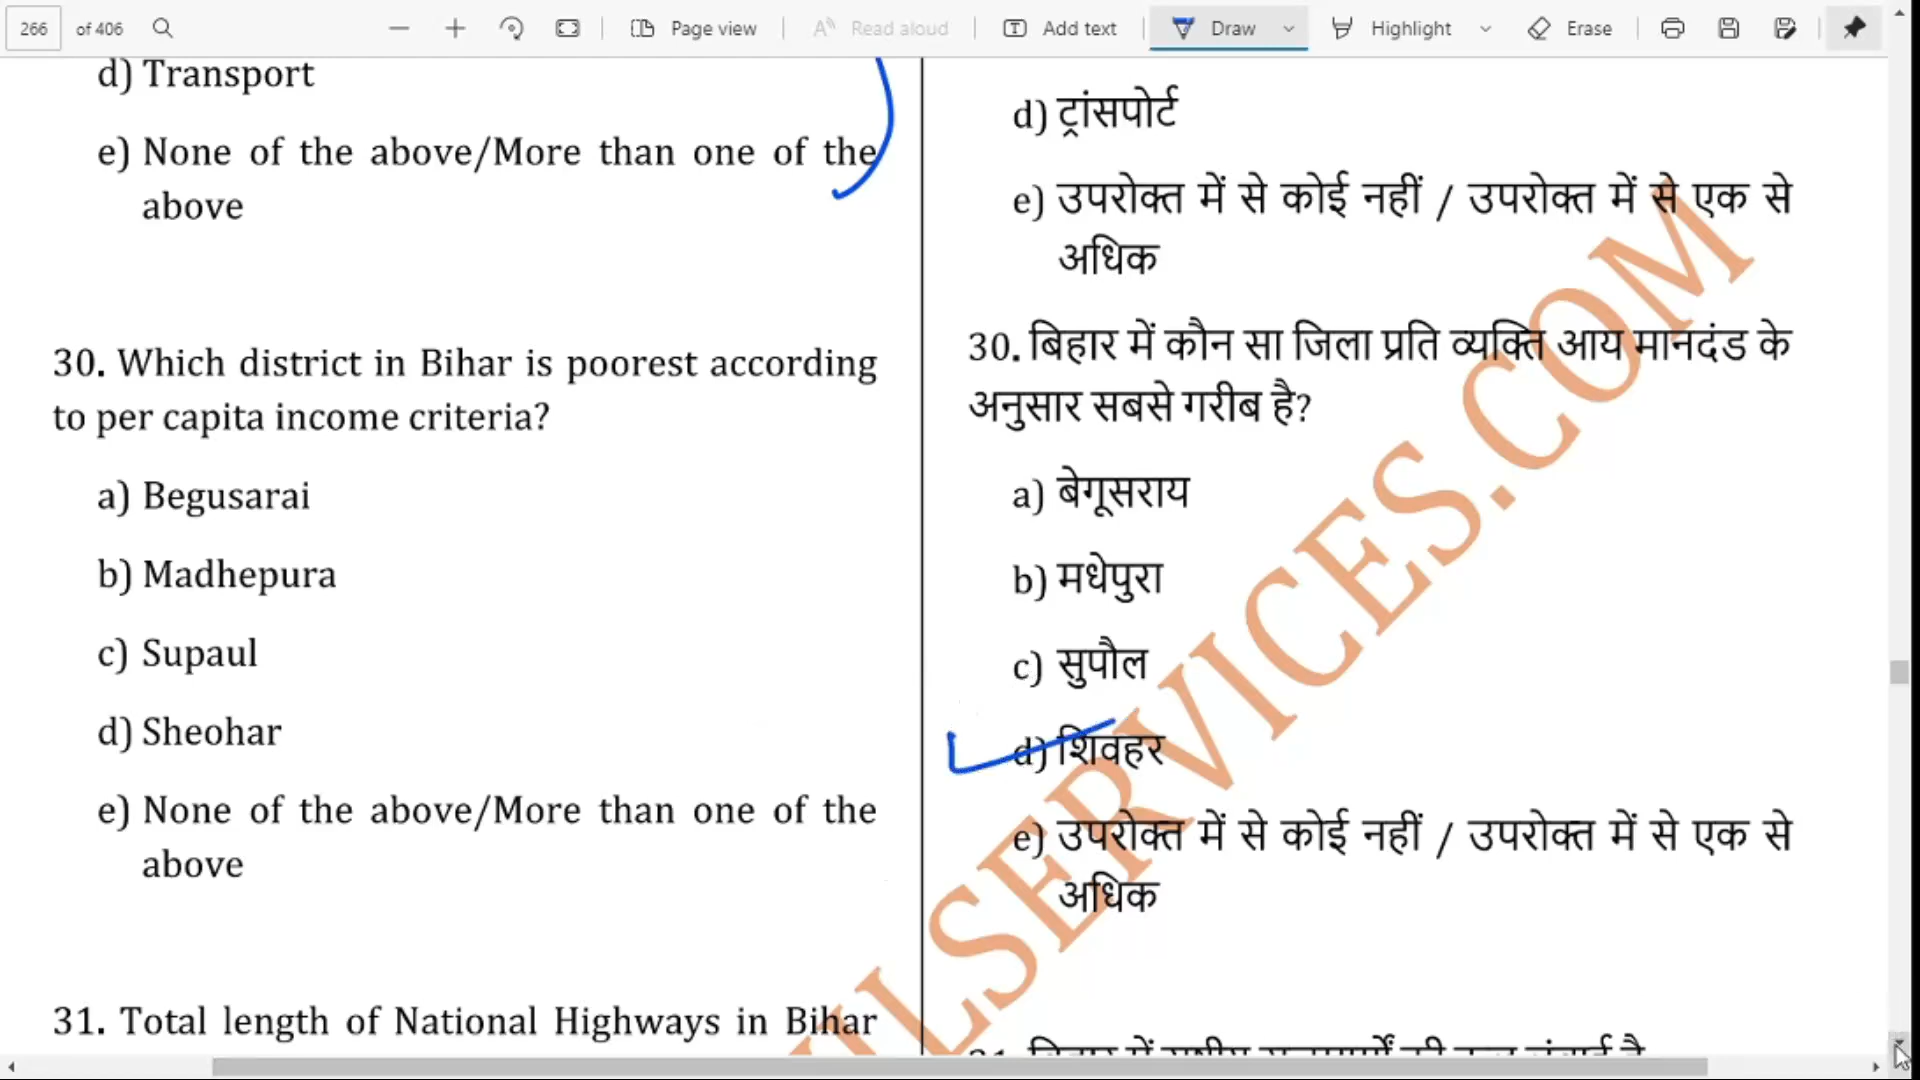 266 of 406 Page view Read aloud Add text Draw Highlight Erase
d) Transport
e) None of the above/More than one of the
above
30. Which district in Bihar is poorest according
to per capita income criteria?
a) Begusarai
b) Madhepura
c) Supaul
d) Sheohar
e) None of the above/More than one of the
above
31. Total length of National Highways in Bihar
d) ट्रांसपोर्ट
e) उपरोक्त में से कोई नहीं / उपरोक्त में से एक से
अधिक
30. बिहार में कौन सा जिला प्रति व्यक्ति आय मानदंड के
अनुसार सबसे गरीब है?
a) बेगूसराय
b) मधेपुरा
c) सुपौल
d) शिवहर
e) उपरोक्त में से कोई नहीं / उपरोक्त में से एक से
अधिक
LSERVICES.COM